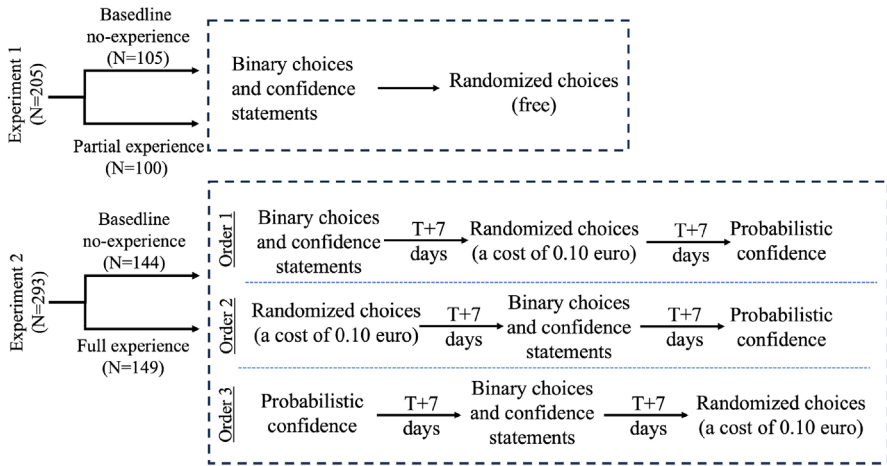 Experiment 1
(N=205)
Basedline
no-experience
(N=105)
Partial experience
(N=100)
Binary choices
and confidence
statements
Randomized choices
(free)
Experiment 2
(N=293)
Basedline
no-experience
(N=144)
Full experience
(N=149)
Order 1
Binary choices
and confidence
statements
T+7
days
Randomized choices
(a cost of 0.10 euro)
T+7
days
Probabilistic
confidence
Order 2
Randomized choices
(a cost of 0.10 euro)
T+7
days
Binary choices
and confidence
statements
T+7
days
Probabilistic
confidence
Order 3
Probabilistic
confidence
T+7
days
Binary choices
and confidence
statements
T+7
days
Randomized choices
(a cost of 0.10 euro)